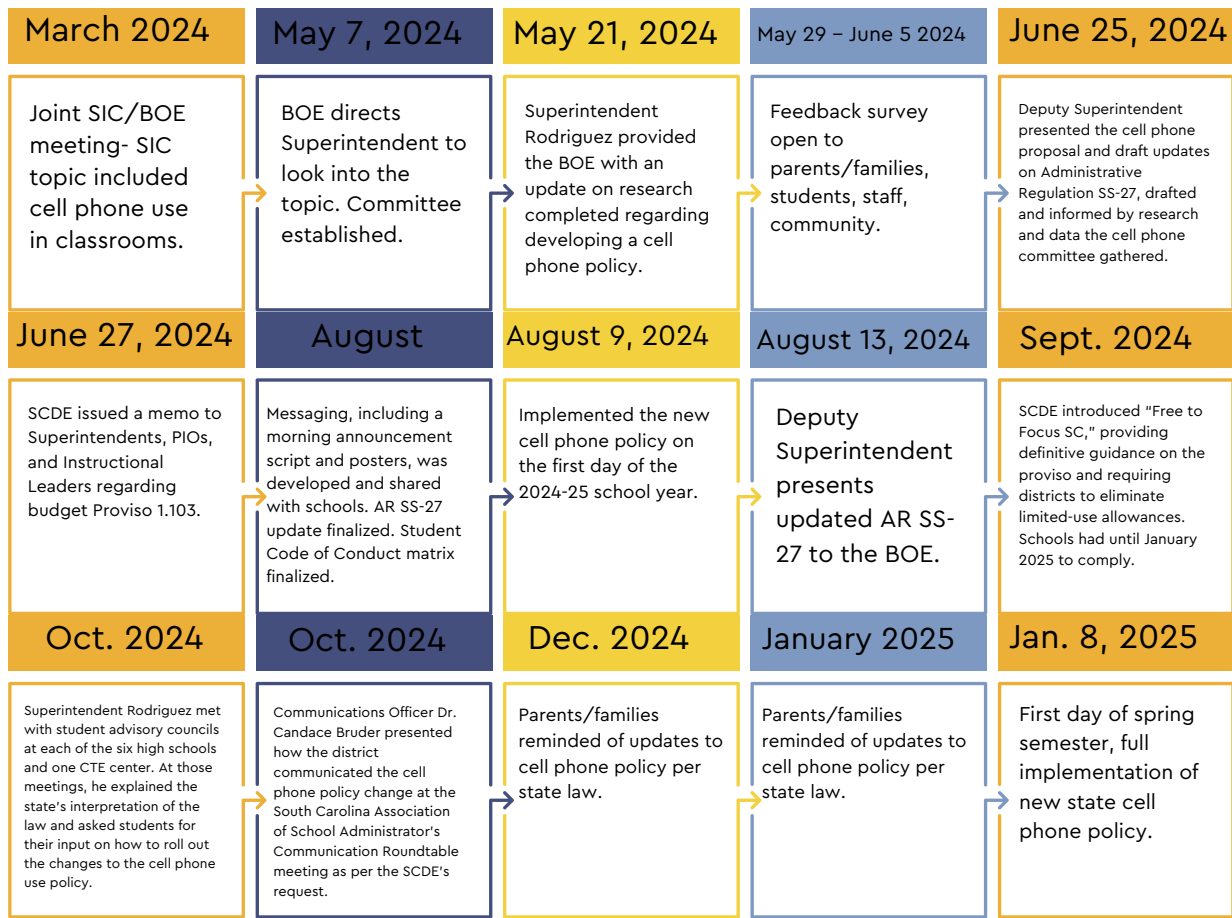 March 2024
Joint SIC/BOE
meeting- SIC
topic included
cell phone use
in classrooms.
May 7, 2024
BOE directs
Superintendent to
look into the
topic. Committee
established.
May 21, 2024
Superintendent
Rodriguez provided
the BOE with an
update on research
completed regarding
developing a cell
phone policy.
May 29 – June 5 2024
Feedback survey
open to
parents/families,
students, staff,
community.
June 25, 2024
Deputy Superintendent
presented the cell phone
proposal and draft updates
on Administrative
Regulation SS-27, drafted
and informed by research
and data the cell phone
committee gathered.
June 27, 2024
SCDE issued a memo to
Superintendents, PIOs,
and Instructional
Leaders regarding
budget Proviso 1.103.
August
Messaging, including a
morning announcement
script and posters, was
developed and shared
with schools. AR SS-27
update finalized. Student
Code of Conduct matrix
finalized.
August 9, 2024
Implemented the new
cell phone policy on
the first day of the
2024-25 school year.
August 13, 2024
Deputy
Superintendent
presents
updated AR SS-
27 to the BOE.
Sept. 2024
SCDE introduced "Free to
Focus SC," providing
definitive guidance on the
proviso and requiring
districts to eliminate
limited-use allowances.
Schools had until January
2025 to comply.
Oct. 2024
Superintendent Rodriguez met
with student advisory councils
at each of the six high schools
and one CTE center. At those
meetings, he explained the
state's interpretation of the
law and asked students for
their input on how to roll out
the changes to the cell phone
use policy.
Oct. 2024
Communications Officer Dr.
Candace Bruder presented
how the district
communicated the cell
phone policy change at the
South Carolina Association
of School Administrator's
Communication Roundtable
meeting as per the SCDE's
request.
Dec. 2024
Parents/families
reminded of updates to
cell phone policy per
state law.
January 2025
Parents/families
reminded of updates to
cell phone policy per
state law.
Jan. 8, 2025
First day of spring
semester, full
implementation of
new state cell
phone policy.